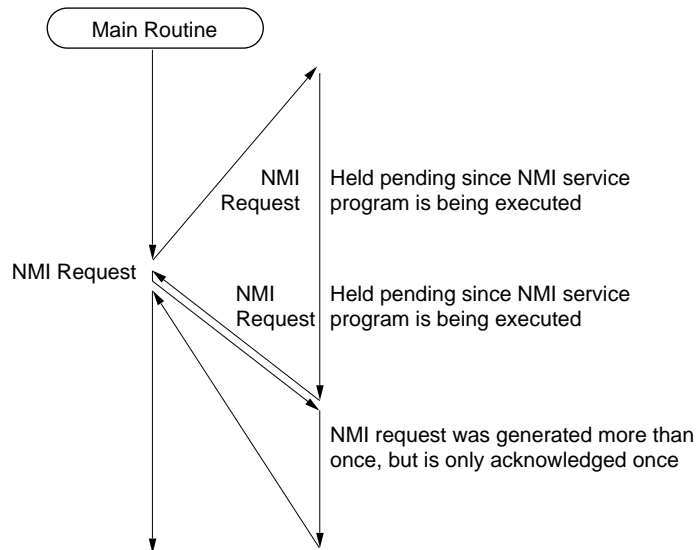 Main Routine
NMI
Request
Held pending since NMI service
program is being executed
NMI Request
NMI
Request
Held pending since NMI service
program is being executed
NMI request was generated more than
once, but is only acknowledged once